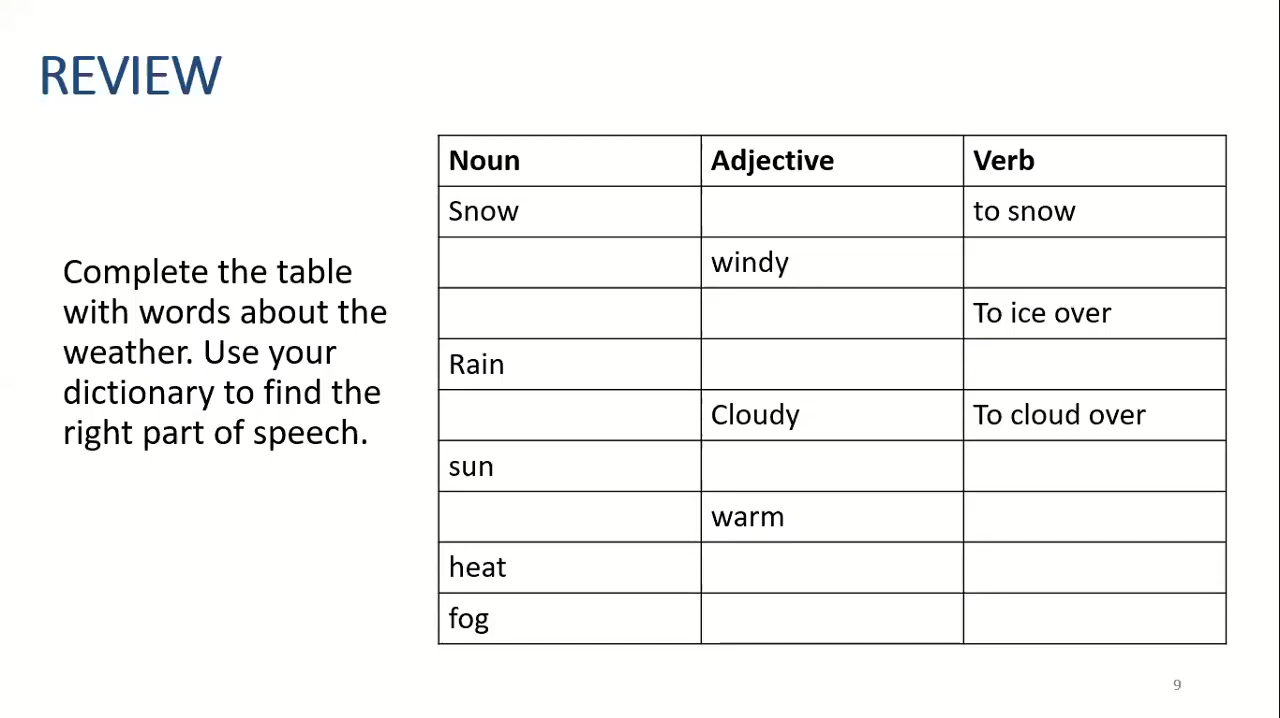 REVIEW
Complete the table
with words about the
weather. Use your
dictionary to find the
right part of speech.
Noun Adjective Verb
Snow to snow
windy
To ice over
Rain
Cloudy To cloud over
sun
warm
heat
fog
9